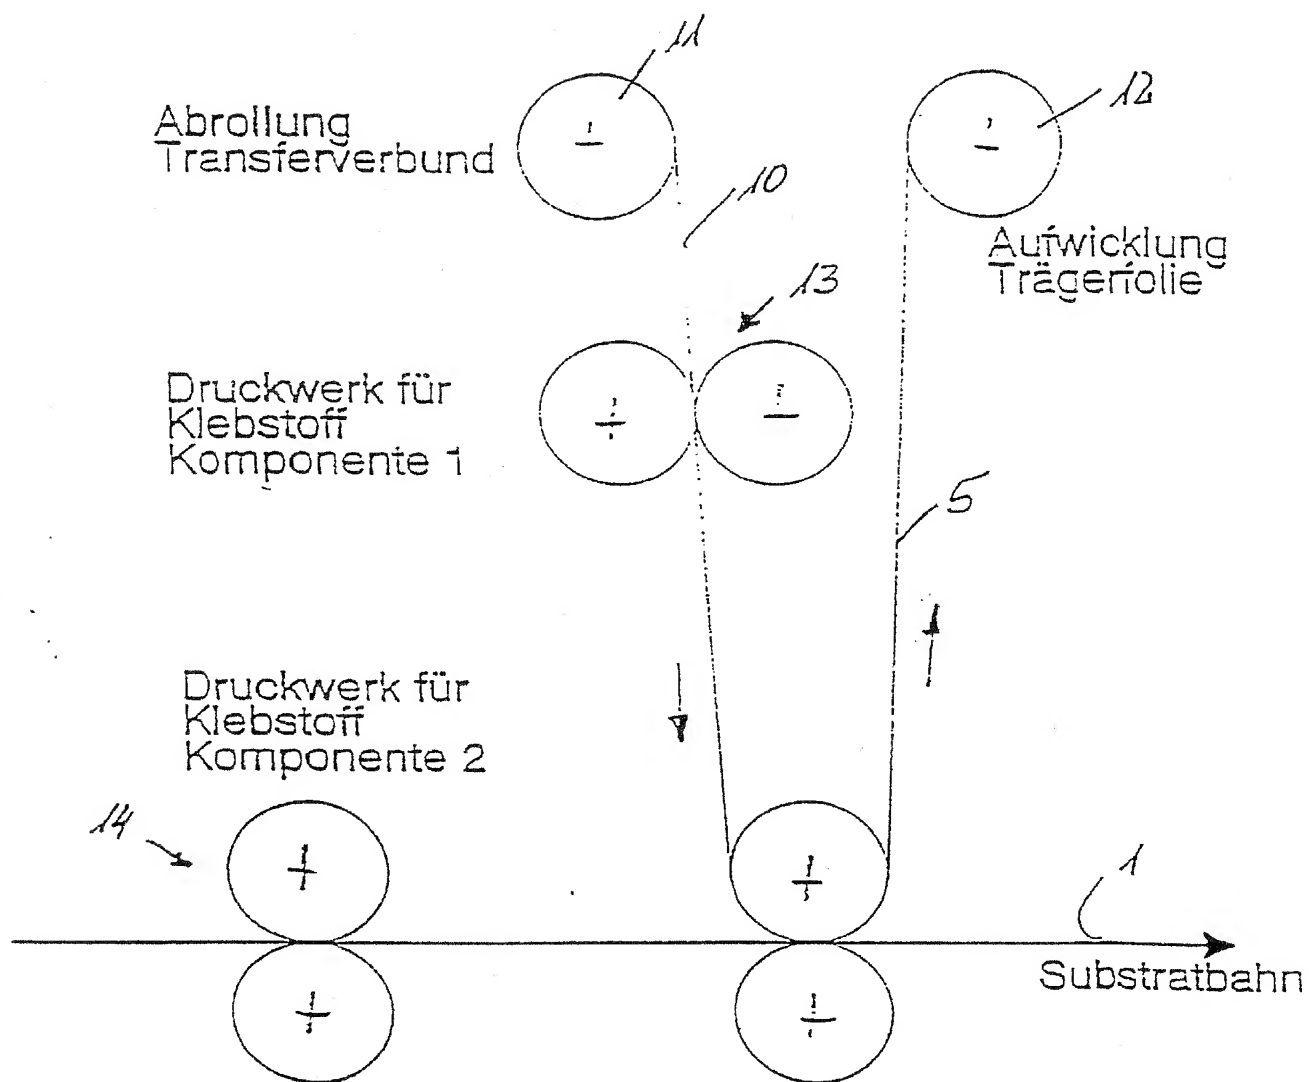 11
12
Abrollung
Transferverbund
10
Aufwicklung
Trägerfolie
13
Druckwerk für
Klebstoff
Komponente 1
5
Druckwerk für
Klebstoff
Komponente 2
14
1
Substratbahn